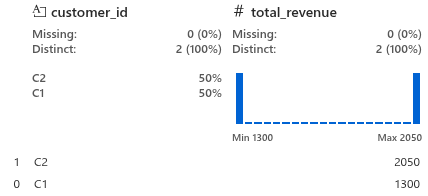 A customer_id # total_revenue
Missing: 0 (0%) Missing: 0 (0%)
Distinct: 2 (100%) Distinct: 2 (100%)
C2 50%
C1 50%
Min 1300 Max 2050
1 C2 2050
0 C1 1300